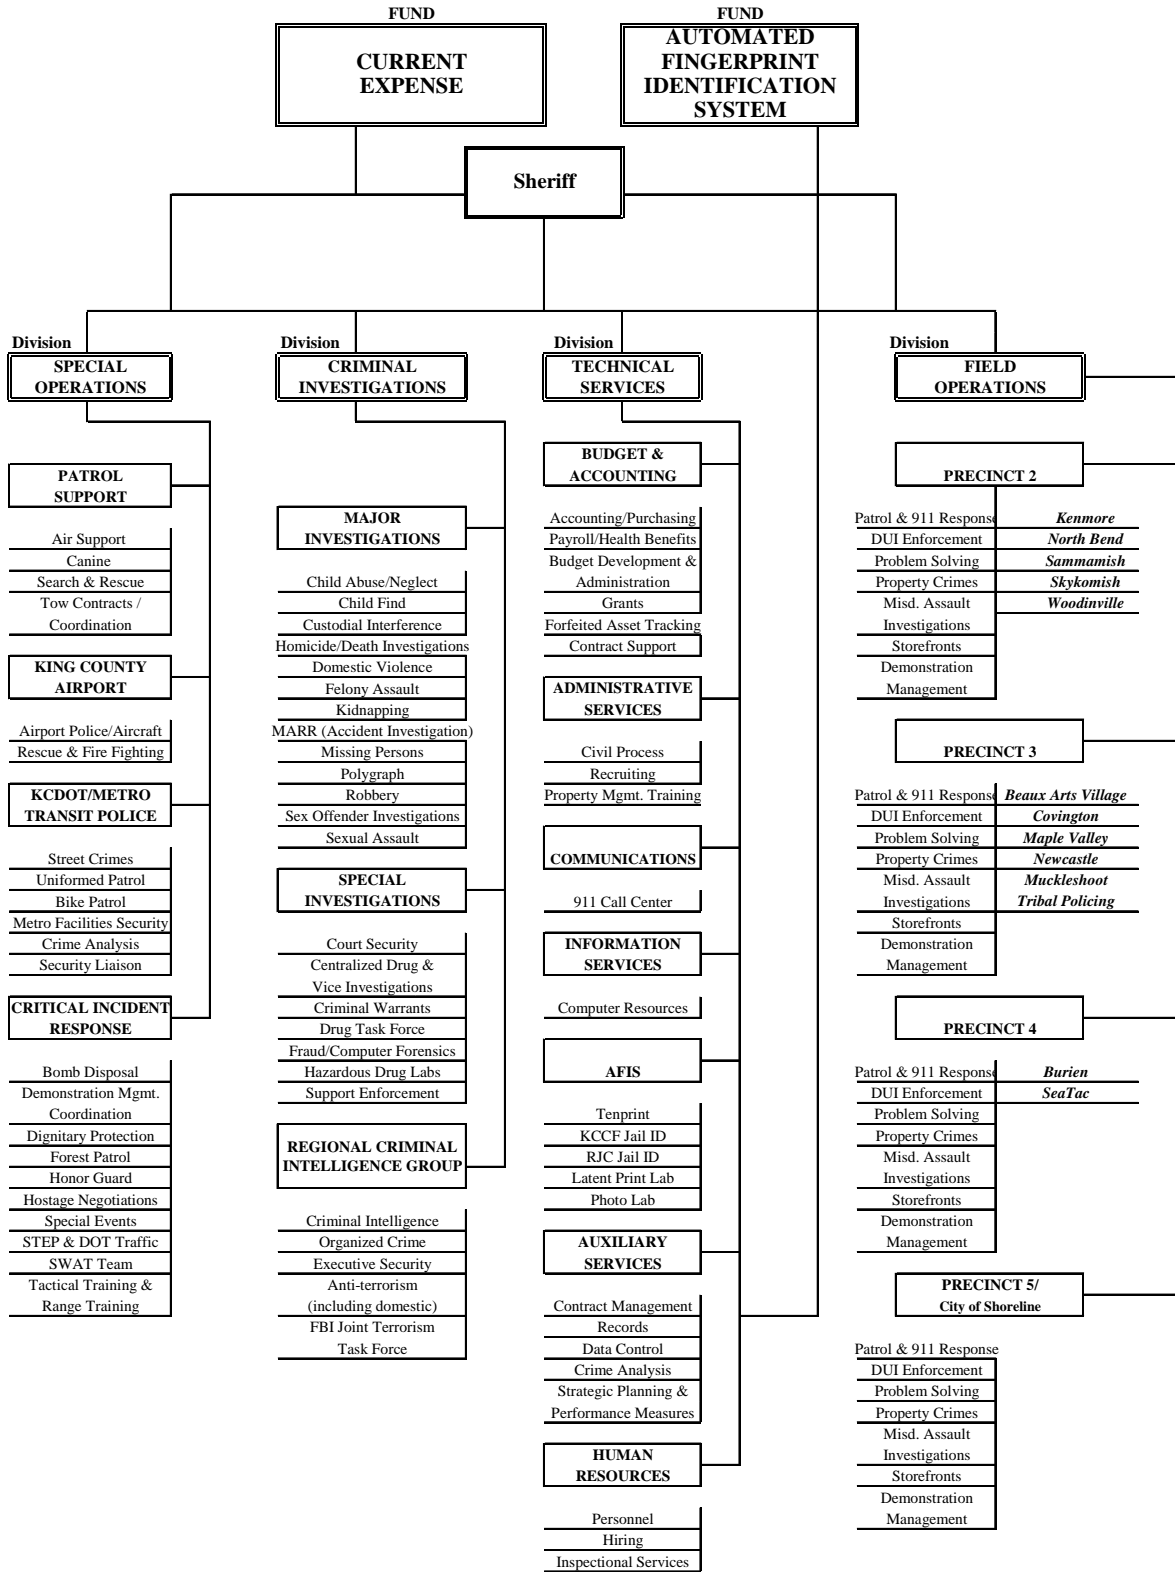 FUND
CURRENT
EXPENSE
FUND
AUTOMATED
FINGERPRINT
IDENTIFICATION
SYSTEM
Sheriff
Division
SPECIAL
OPERATIONS
PATROL
SUPPORT
Air Support
Canine
Search & Rescue
Tow Contracts /
Coordination
KING COUNTY
AIRPORT
Airport Police/Aircraft
Rescue & Fire Fighting
KCDOT/METRO
TRANSIT POLICE
Street Crimes
Uniformed Patrol
Bike Patrol
Metro Facilities Security
Crime Analysis
Security Liaison
CRITICAL INCIDENT
RESPONSE
Bomb Disposal
Demonstration Mgmt.
Coordination
Dignitary Protection
Forest Patrol
Honor Guard
Hostage Negotiations
Special Events
STEP & DOT Traffic
SWAT Team
Tactical Training &
Range Training
Division
CRIMINAL
INVESTIGATIONS
MAJOR
INVESTIGATIONS
Child Abuse/Neglect
Child Find
Custodial Interference
Homicide/Death Investigations
Domestic Violence
Felony Assault
Kidnapping
MARR (Accident Investigation)
Missing Persons
Polygraph
Robbery
Sex Offender Investigations
Sexual Assault
SPECIAL
INVESTIGATIONS
Court Security
Centralized Drug &
Vice Investigations
Criminal Warrants
Drug Task Force
Fraud/Computer Forensics
Hazardous Drug Labs
Support Enforcement
REGIONAL CRIMINAL
INTELLIGENCE GROUP
Criminal Intelligence
Organized Crime
Executive Security
Anti-terrorism
(including domestic)
FBI Joint Terrorism
Task Force
Division
TECHNICAL
SERVICES
BUDGET &
ACCOUNTING
Accounting/Purchasing
Payroll/Health Benefits
Budget Development &
Administration
Grants
Forfeited Asset Tracking
Contract Support
ADMINISTRATIVE
SERVICES
Civil Process
Recruiting
Property Mgmt. Training
COMMUNICATIONS
911 Call Center
INFORMATION
SERVICES
Computer Resources
AFIS
Tenprint
KCCF Jail ID
RJC Jail ID
Latent Print Lab
Photo Lab
AUXILIARY
SERVICES
Contract Management
Records
Data Control
Crime Analysis
Strategic Planning &
Performance Measures
HUMAN
RESOURCES
Personnel
Hiring
Inspectional Services
Division
FIELD
OPERATIONS
PRECINCT 2
Patrol & 911 Response
DUI Enforcement
Problem Solving
Property Crimes
Misd. Assault
Investigations
Storefronts
Demonstration
Management
Kenmore
North Bend
Sammamish
Skykomish
Woodinville
PRECINCT 3
Patrol & 911 Response
DUI Enforcement
Problem Solving
Property Crimes
Misd. Assault
Investigations
Storefronts
Demonstration
Management
Beaux Arts Village
Covington
Maple Valley
Newcastle
Muckleshoot
Tribal Policing
PRECINCT 4
Patrol & 911 Response
DUI Enforcement
Problem Solving
Property Crimes
Misd. Assault
Investigations
Storefronts
Demonstration
Management
Burien
SeaTac
PRECINCT 5/
City of Shoreline
Patrol & 911 Response
DUI Enforcement
Problem Solving
Property Crimes
Misd. Assault
Investigations
Storefronts
Demonstration
Management